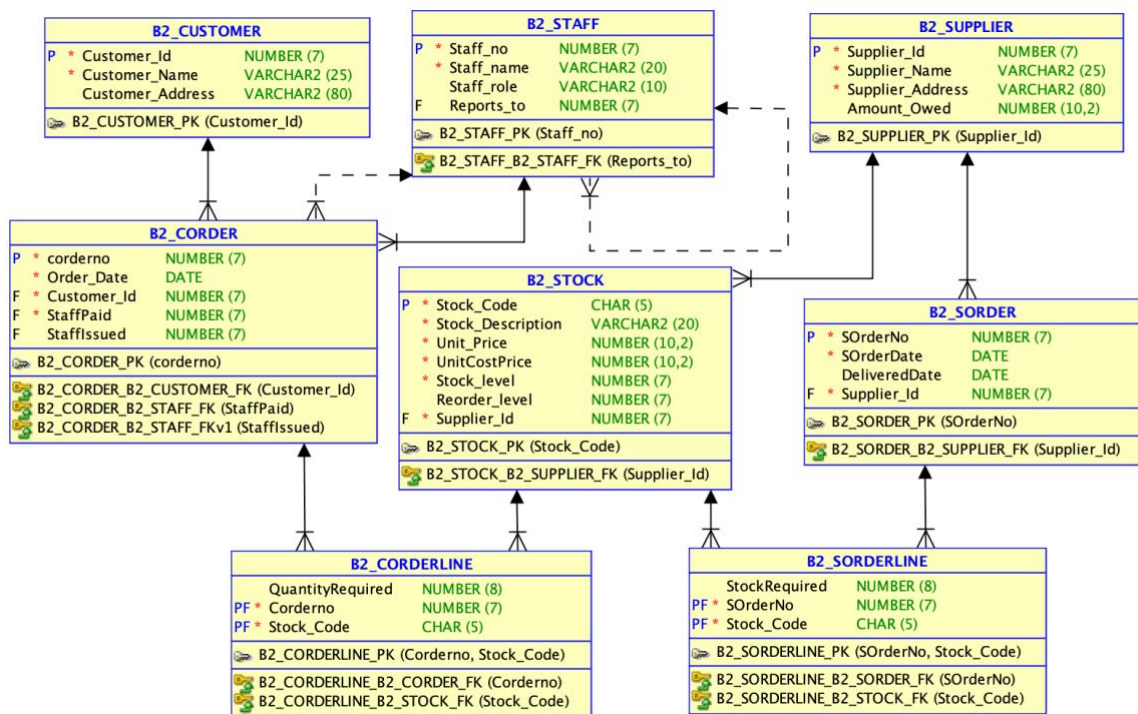 B2_CUSTOMER
P * Customer_Id NUMBER (7)
* Customer_Name VARCHAR2 (25)
Customer_Address VARCHAR2 (80)
B2_CUSTOMER_PK (Customer_Id)
B2_STAFF
P * Staff_no NUMBER (7)
* Staff_name VARCHAR2 (20)
Staff_role VARCHAR2 (10)
F Reports_to NUMBER (7)
B2_STAFF_PK (Staff_no)
B2_STAFF_B2_STAFF_FK (Reports_to)
B2_SUPPLIER
P * Supplier_Id NUMBER (7)
* Supplier_Name VARCHAR2 (25)
* Supplier_Address VARCHAR2 (80)
Amount_Owed NUMBER (10,2)
B2_SUPPLIER_PK (Supplier_Id)
B2_CORDER
P * corderno NUMBER (7)
* Order_Date DATE
F * Customer_Id NUMBER (7)
F * StaffPaid NUMBER (7)
F StaffIssued NUMBER (7)
B2_CORDER_PK (corderno)
B2_CORDER_B2_CUSTOMER_FK (Customer_Id)
B2_CORDER_B2_STAFF_FK (StaffPaid)
B2_CORDER_B2_STAFF_FKv1 (StaffIssued)
B2_STOCK
P * Stock_Code CHAR (5)
* Stock_Description VARCHAR2 (20)
* Unit_Price NUMBER (10,2)
* UnitCostPrice NUMBER (10,2)
* Stock_level NUMBER (7)
Reorder_level NUMBER (7)
F * Supplier_Id NUMBER (7)
B2_STOCK_PK (Stock_Code)
B2_STOCK_B2_SUPPLIER_FK (Supplier_Id)
B2_SORDER
P * SOrderNo NUMBER (7)
* SOrderDate DATE
DeliveredDate DATE
F * Supplier_Id NUMBER (7)
B2_SORDER_PK (SOrderNo)
B2_SORDER_B2_SUPPLIER_FK (Supplier_Id)
B2_CORDERLINE
QuantityRequired NUMBER (8)
PF * Corderno NUMBER (7)
PF * Stock_Code CHAR (5)
B2_CORDERLINE_PK (Corderno, Stock_Code)
B2_CORDERLINE_B2_CORDER_FK (Corderno)
B2_CORDERLINE_B2_STOCK_FK (Stock_Code)
B2_SORDERLINE
StockRequired NUMBER (8)
PF * SOrderNo NUMBER (7)
PF * Stock_Code CHAR (5)
B2_SORDERLINE_PK (SOrderNo, Stock_Code)
B2_SORDERLINE_B2_SORDER_FK (SOrderNo)
B2_SORDERLINE_B2_STOCK_FK (Stock_Code)